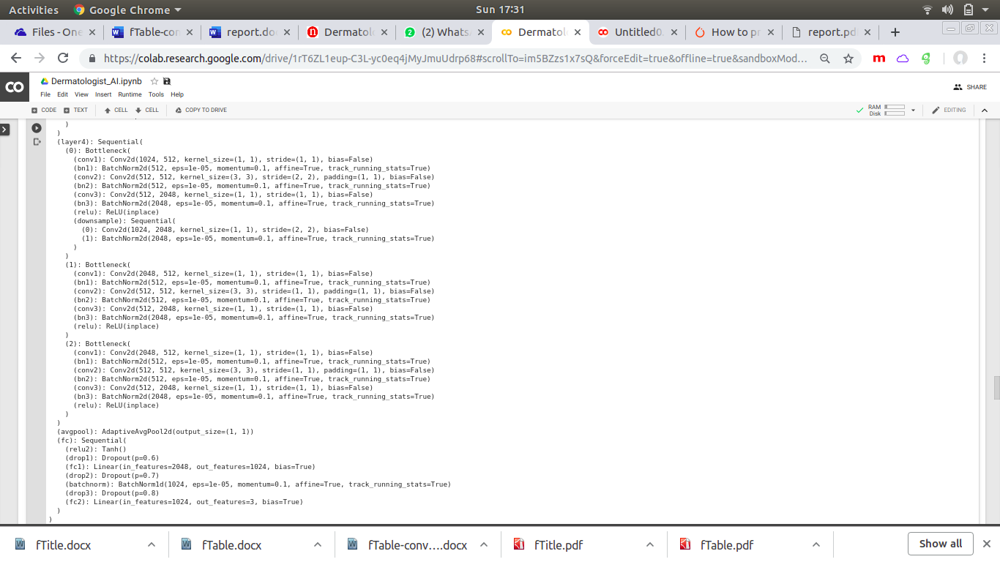 Activities Google Chrome Sun 17:31
Files - One fTable-con report.do Dermatol (2) Whats Dermatol Untitled0. How to pr report.pd
https://colab.research.google.com/drive/1rT6ZL1eup-C3L-yc0eq4jMyJmuUdrp68#scrollTo=im5BZzs1x7sQ&forceEdit=true&offline=true&sandboxMod...
Dermatologist_AI.ipynb
File Edit View Insert Runtime Tools Help
SHARE
CODE TEXT CELL CELL COPY TO DRIVE RAM Disk EDITING
)
)
(layer4): Sequential(
(0): Bottleneck(
(conv1): Conv2d(1024, 512, kernel_size=(1, 1), stride=(1, 1), bias=False)
(bn1): BatchNorm2d(512, eps=1e-05, momentum=0.1, affine=True, track_running_stats=True)
(conv2): Conv2d(512, 512, kernel_size=(3, 3), stride=(2, 2), padding=(1, 1), bias=False)
(bn2): BatchNorm2d(512, eps=1e-05, momentum=0.1, affine=True, track_running_stats=True)
(conv3): Conv2d(512, 2048, kernel_size=(1, 1), stride=(1, 1), bias=False)
(bn3): BatchNorm2d(2048, eps=1e-05, momentum=0.1, affine=True, track_running_stats=True)
(relu): ReLU(inplace)
(downsample): Sequential(
(0): Conv2d(1024, 2048, kernel_size=(1, 1), stride=(2, 2), bias=False)
(1): BatchNorm2d(2048, eps=1e-05, momentum=0.1, affine=True, track_running_stats=True)
)
)
(1): Bottleneck(
(conv1): Conv2d(2048, 512, kernel_size=(1, 1), stride=(1, 1), bias=False)
(bn1): BatchNorm2d(512, eps=1e-05, momentum=0.1, affine=True, track_running_stats=True)
(conv2): Conv2d(512, 512, kernel_size=(3, 3), stride=(1, 1), padding=(1, 1), bias=False)
(bn2): BatchNorm2d(512, eps=1e-05, momentum=0.1, affine=True, track_running_stats=True)
(conv3): Conv2d(512, 2048, kernel_size=(1, 1), stride=(1, 1), bias=False)
(bn3): BatchNorm2d(2048, eps=1e-05, momentum=0.1, affine=True, track_running_stats=True)
(relu): ReLU(inplace)
)
(2): Bottleneck(
(conv1): Conv2d(2048, 512, kernel_size=(1, 1), stride=(1, 1), bias=False)
(bn1): BatchNorm2d(512, eps=1e-05, momentum=0.1, affine=True, track_running_stats=True)
(conv2): Conv2d(512, 512, kernel_size=(3, 3), stride=(1, 1), padding=(1, 1), bias=False)
(bn2): BatchNorm2d(512, eps=1e-05, momentum=0.1, affine=True, track_running_stats=True)
(conv3): Conv2d(512, 2048, kernel_size=(1, 1), stride=(1, 1), bias=False)
(bn3): BatchNorm2d(2048, eps=1e-05, momentum=0.1, affine=True, track_running_stats=True)
(relu): ReLU(inplace)
)
)
(avgpool): AdaptiveAvgPool2d(output_size=(1, 1))
(fc): Sequential(
(relu2): Tanh()
(drop1): Dropout(p=0.6)
(fc1): Linear(in_features=2048, out_features=1024, bias=True)
(drop2): Dropout(p=0.7)
(batchnorm): BatchNorm1d(1024, eps=1e-05, momentum=0.1, affine=True, track_running_stats=True)
(drop3): Dropout(p=0.8)
(fc2): Linear(in_features=1024, out_features=3, bias=True)
)
)
fTitle.docx fTable.docx fTable-conv....docx fTitle.pdf fTable.pdf Show all